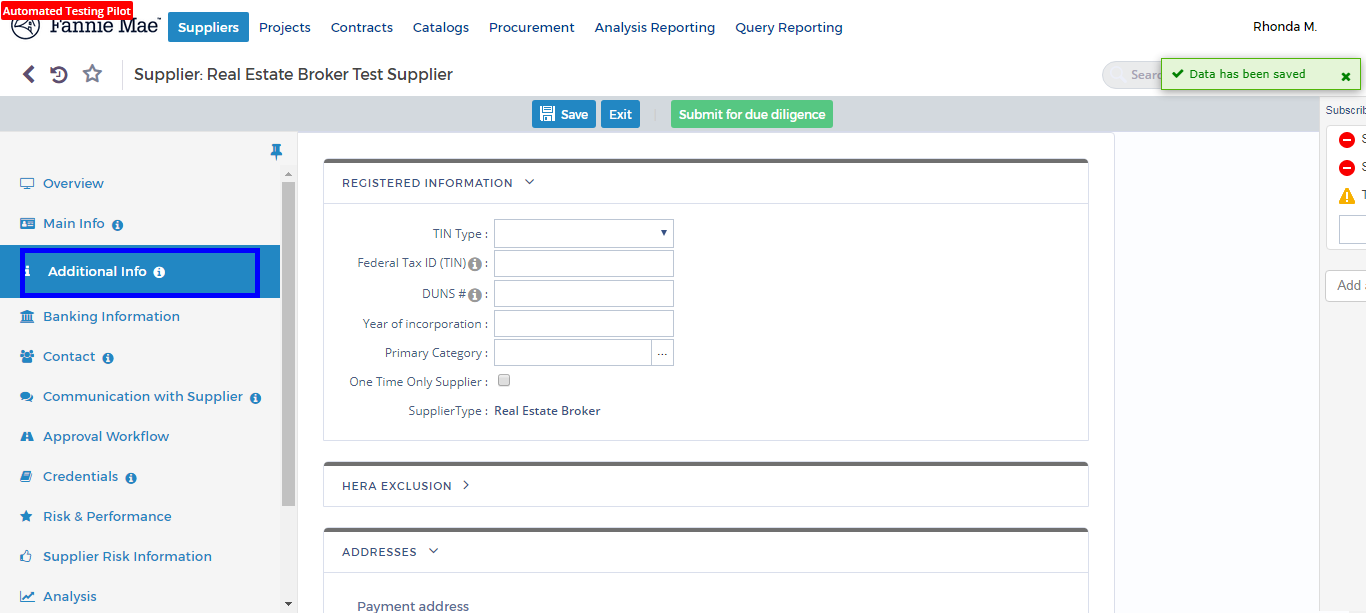 Automated Testing Pilot
Fannie Mae
Suppliers Projects Contracts Catalogs Procurement Analysis Reporting Query Reporting
Rhonda M.
Supplier: Real Estate Broker Test Supplier
Data has been saved
Save Exit Submit for due diligence
Overview
Main Info
Additional Info
Banking Information
Contact
Communication with Supplier
Approval Workflow
Credentials
Risk & Performance
Supplier Risk Information
Analysis
REGISTERED INFORMATION
TIN Type :
Federal Tax ID (TIN) :
DUNS # :
Year of incorporation :
Primary Category : ...
One Time Only Supplier :
SupplierType : Real Estate Broker
HERA EXCLUSION
ADDRESSES
Payment address
Add